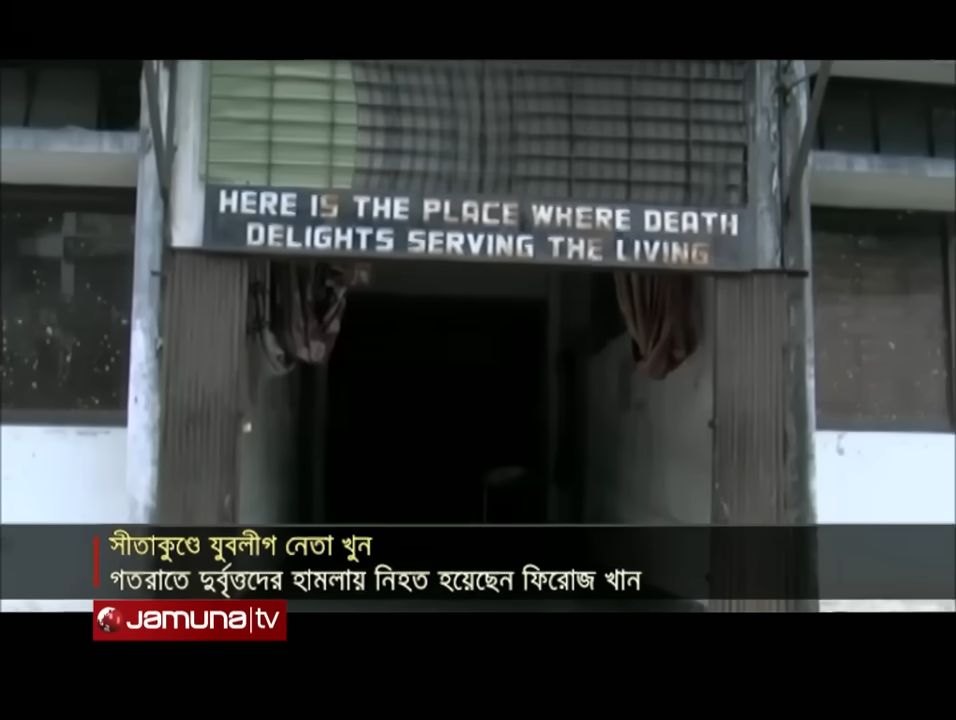 HERE IS THE PLACE WHERE DEATH
DELIGHTS SERVING THE LIVING
সীতাকুণ্ডে যুবলীগ নেতা খুন
গতরাতে দুর্বৃত্তদের হামলায় নিহত হয়েছেন ফিরোজ খান
Jamuna|tv